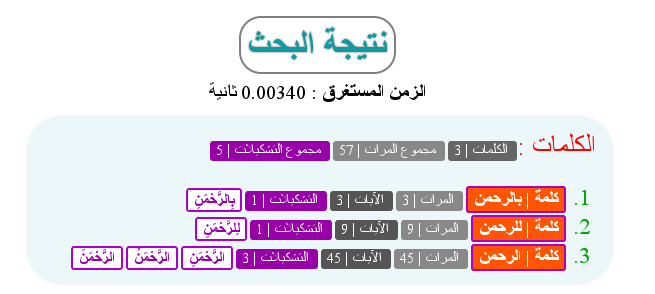 نتيجة البحث
الزمن المستغرق : 0.00340 ثانية
الكلمات : الكلمات | 3 مجموع المرات | 57 مجموع التشكيلات | 5
1. كلمة | بالرحمن المرات | 3 الآيات | 3 التشكيلات | 1 بِالرَّحْمَنِ
2. كلمة | للرحمن المرات | 9 الآيات | 9 التشكيلات | 1 لِلرَّحْمَنِ
3. كلمة | الرحمن المرات | 45 الآيات | 45 التشكيلات | 3 الرَّحْمَنِ الرَّحْمَنُ الرَّحْمَنَ